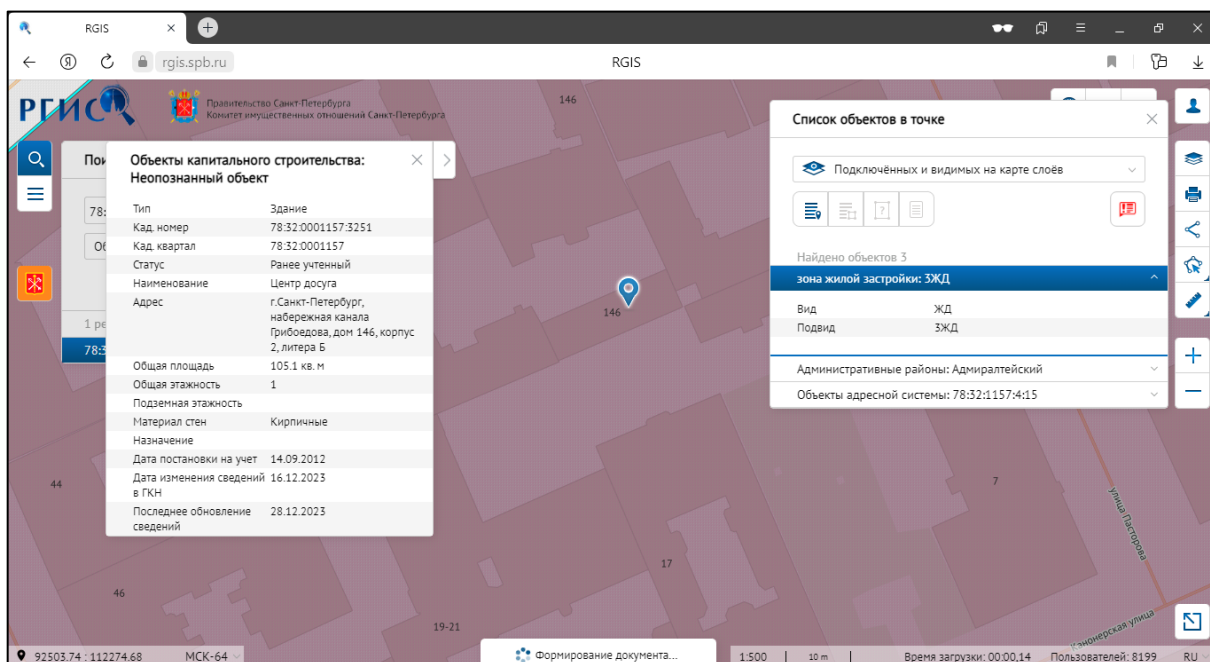 RGIS
rgis.spb.ru
RGIS
РГИС
Правительство Санкт-Петербурга
Комитет имущественных отношений Санкт-Петербурга
146
Список объектов в точке
Подключённых и видимых на карте слоёв
Найдено объектов 3
зона жилой застройки: 3ЖД
Вид ЖД
Подвид 3ЖД
Административные районы: Адмиралтейский
Объекты адресной системы: 78:32:1157:4:15
Пои
78:
Об
1 ре
78:3
Объекты капитального строительства:
Неопознанный объект
Тип Здание
Кад. номер 78:32:0001157:3251
Кад. квартал 78:32:0001157
Статус Ранее учтенный
Наименование Центр досуга
Адрес г.Санкт-Петербург,
набережная канала
Грибоедова, дом 146, корпус
2, литера Б
Общая площадь 105.1 кв. м
Общая этажность 1
Подземная этажность
Материал стен Кирпичные
Назначение
Дата постановки на учет 14.09.2012
Дата изменения сведений 16.12.2023
в ГКН
Последнее обновление 28.12.2023
сведений
146
44
7
улица Пасторова
17
46
19-21
Канонерская улица
92503.74 : 112274.68 МСК-64
Формирование документа...
1:500 10 m
Время загрузки: 00:00,14 Пользователей: 8199 RU